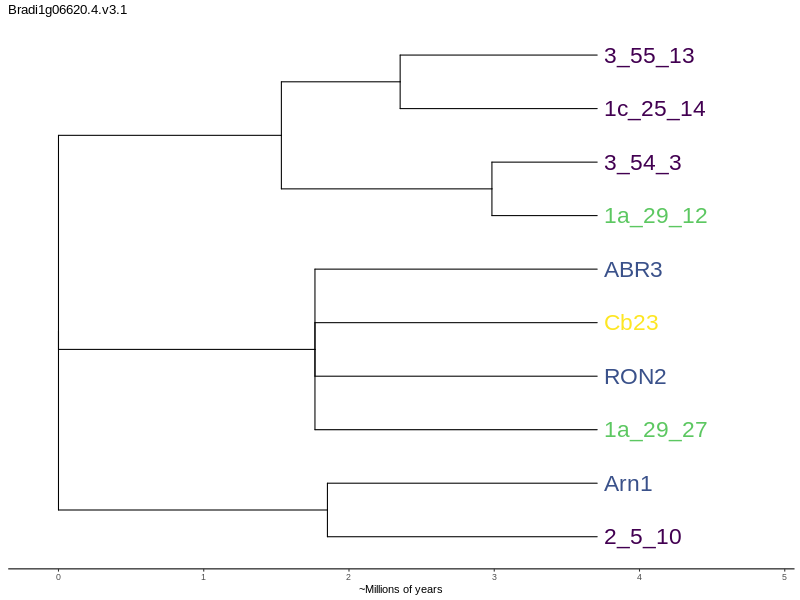 Bradi1g06620.4.v3.1
3_55_13
1c_25_14
3_54_3
1a_29_12
ABR3
Cb23
RON2
1a_29_27
Arn1
2_5_10
0 1 2 3 4 5
~Millions of years